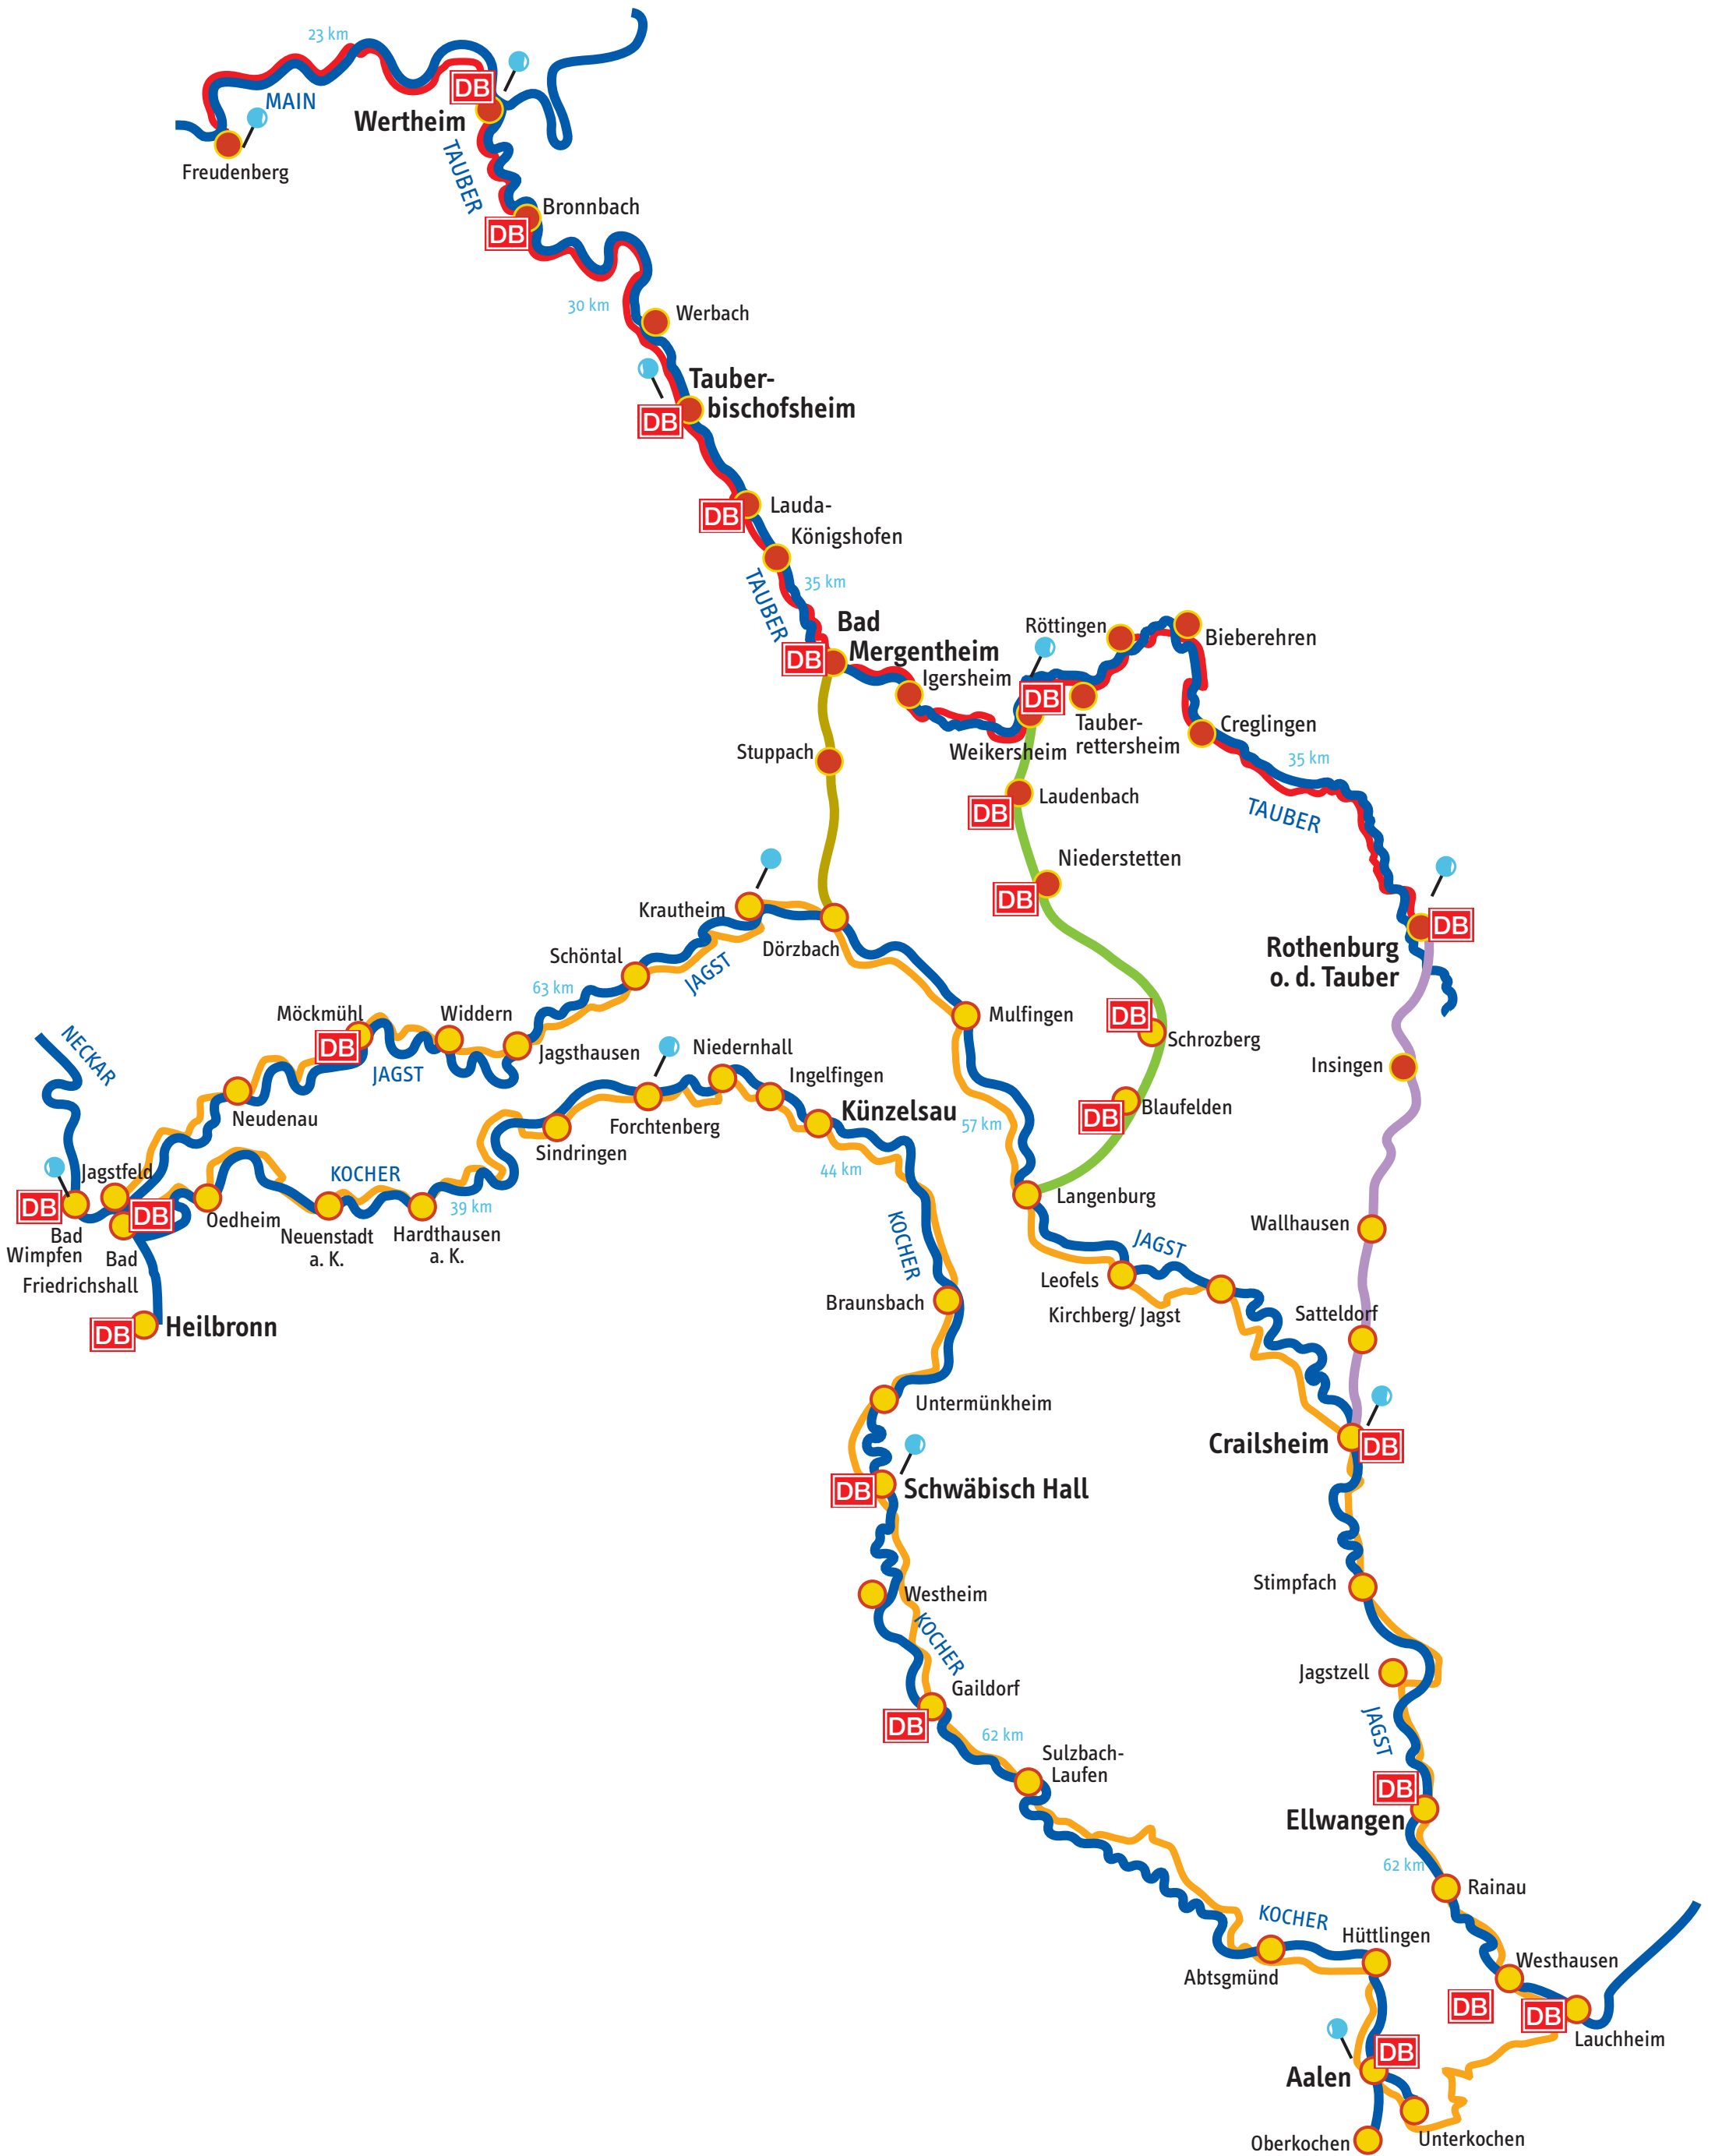 23 km
MAIN
DB
Wertheim
Freudenberg
TAUBER
Bronnbach
DB
30 km
Werbach
Tauber-
bischofsheim
DB
Lauda-
DB
Königshofen
TAUBER
35 km
Bad
Mergentheim
DB
Igersheim
Röttingen
Bieberehren
DB
Weikersheim
Tauber-
rettersheim
Creglingen
35 km
TAUBER
Stuppach
Laudenbach
DB
Niederstetten
DB
Krautheim
Dörzbach
Rothenburg
o. d. Tauber
DB
Schöntal
JAGST
63 km
Möckmühl
DB
Widdern
Jagsthausen
JAGST
Mulfingen
DB
Schrozberg
Insingen
NECKAR
Neudenau
Niedernhall
Ingelfingen
Künzelsau
Forchtenberg
Sindringen
57 km
Blaufelden
DB
44 km
Jagstfeld
DB
DB
KOCHER
39 km
Oedheim
Neuenstadt
a. K.
Hardthausen
a. K.
Bad
Wimpfen
Bad
Friedrichshall
Langenburg
KOCHER
JAGST
Wallhausen
Leofels
Kirchberg/ Jagst
Braunsbach
Satteldorf
DB
Heilbronn
Untermünkheim
Crailsheim
DB
DB
Schwäbisch Hall
Westheim
KOCHER
Stimpfach
Gaildorf
DB
Jagstzell
JAGST
62 km
Sulzbach-
Laufen
DB
Ellwangen
62 km
Rainau
KOCHER
Hüttlingen
Abtsgmünd
Westhausen
DB
DB
Lauchheim
DB
Aalen
Unterkochen
Oberkochen